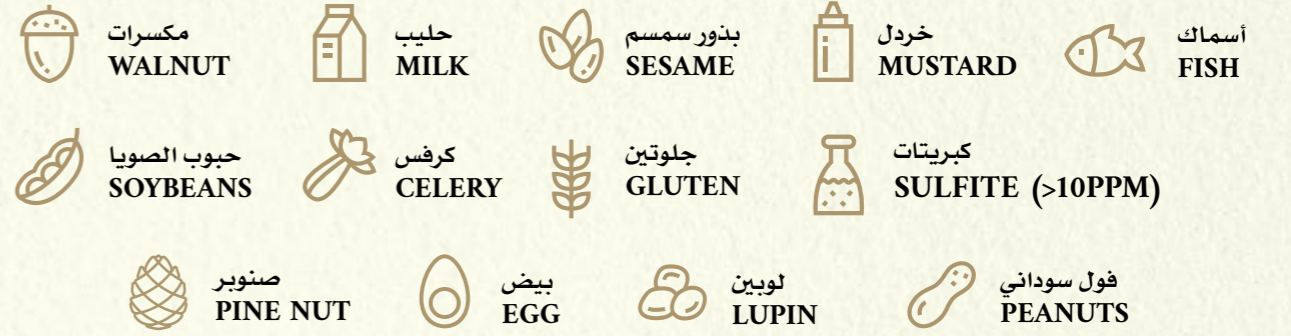 مكسرات
WALNUT
حليب
MILK
بذور سمسم
SESAME
خردل
MUSTARD
أسماك
FISH
حبوب الصويا
SOYBEANS
كرفس
CELERY
جلوتين
GLUTEN
كبريتات
SULFITE (>10PPM)
صنوبر
PINE NUT
بيض
EGG
لوبين
LUPIN
فول سوداني
PEANUTS